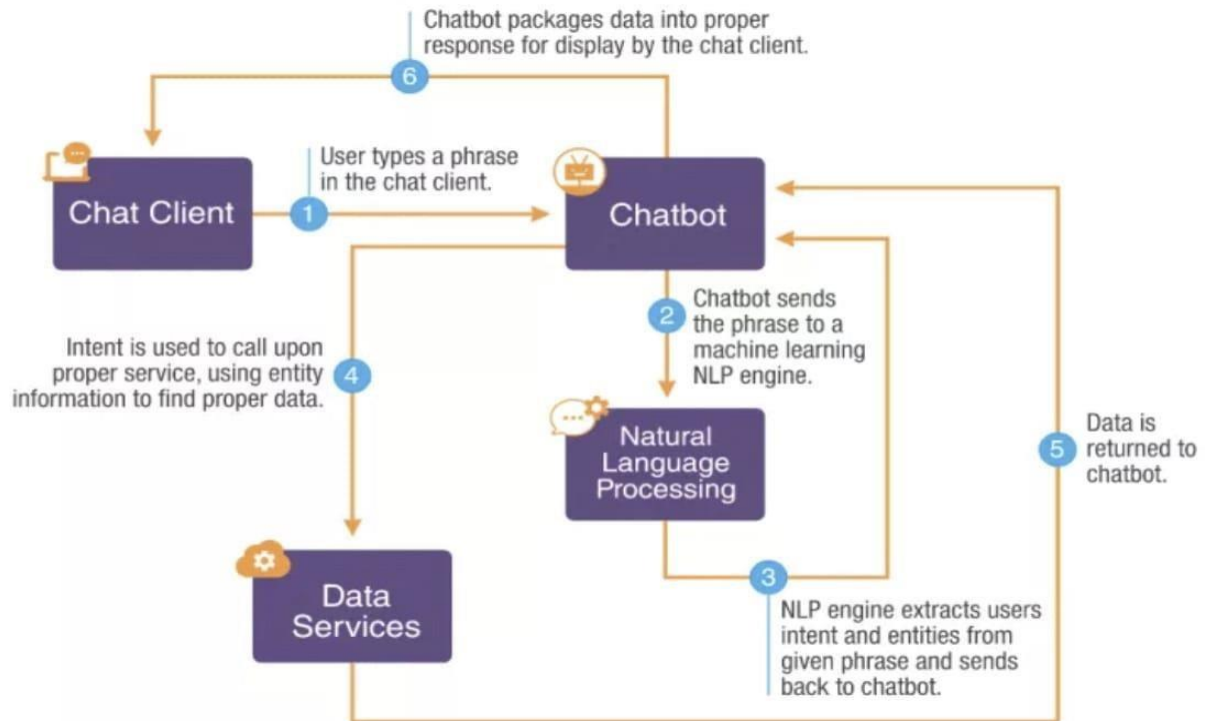 Chatbot packages data into proper
response for display by the chat client.
6
User types a phrase
in the chat client.
Chat Client
1
Chatbot
2
Chatbot sends
the phrase to a
machine learning
NLP engine.
Intent is used to call upon
proper service, using entity
information to find proper data.
4
Natural
Language
Processing
5
Data is
returned to
chatbot.
3
NLP engine extracts users
intent and entities from
given phrase and sends
back to chatbot.
Data
Services